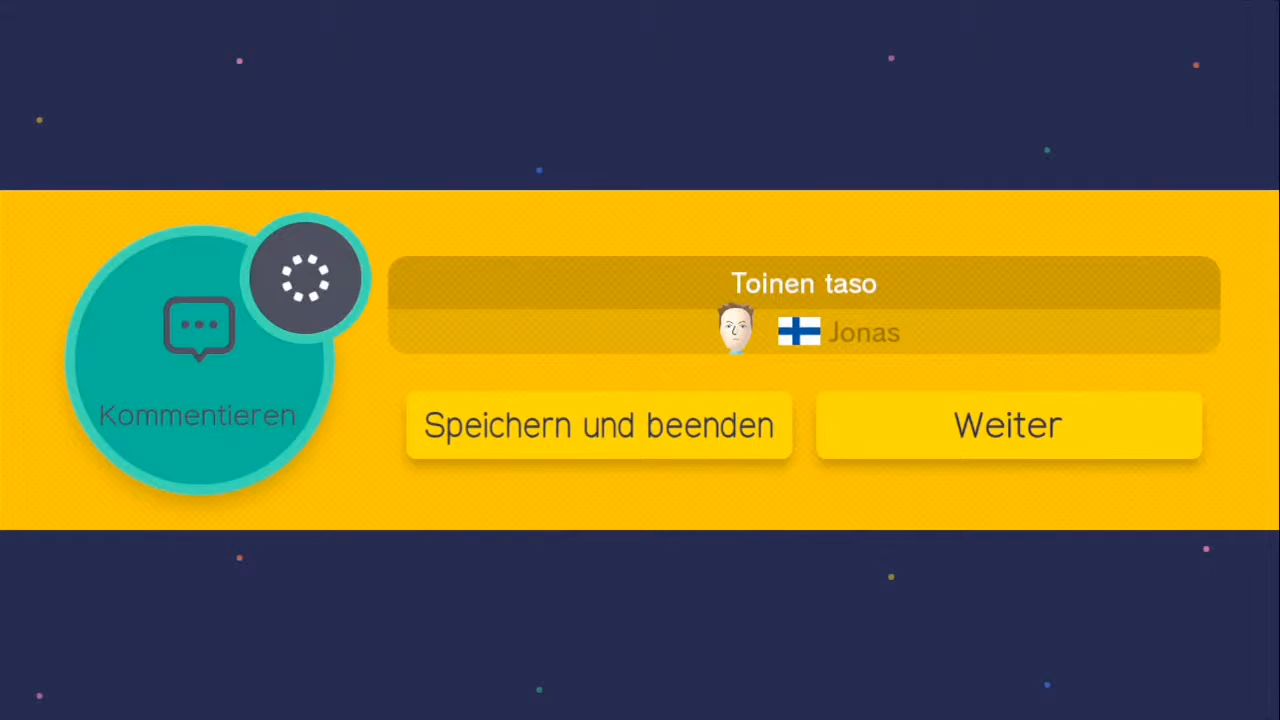 Toinen taso
Jonas
Kommentieren
Speichern und beenden
Weiter